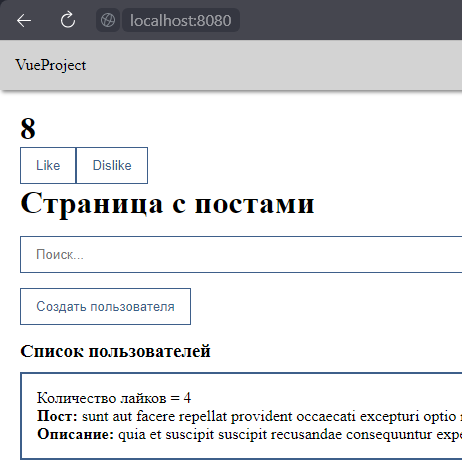 localhost:8080
VueProject
8
Like Dislike
Страница с постами
Поиск...
Создать пользователя
Список пользователей
Количество лайков = 4
Пост: sunt aut facere repellat provident occaecati excepturi optio
Описание: quia et suscipit suscipit recusandae consequuntur